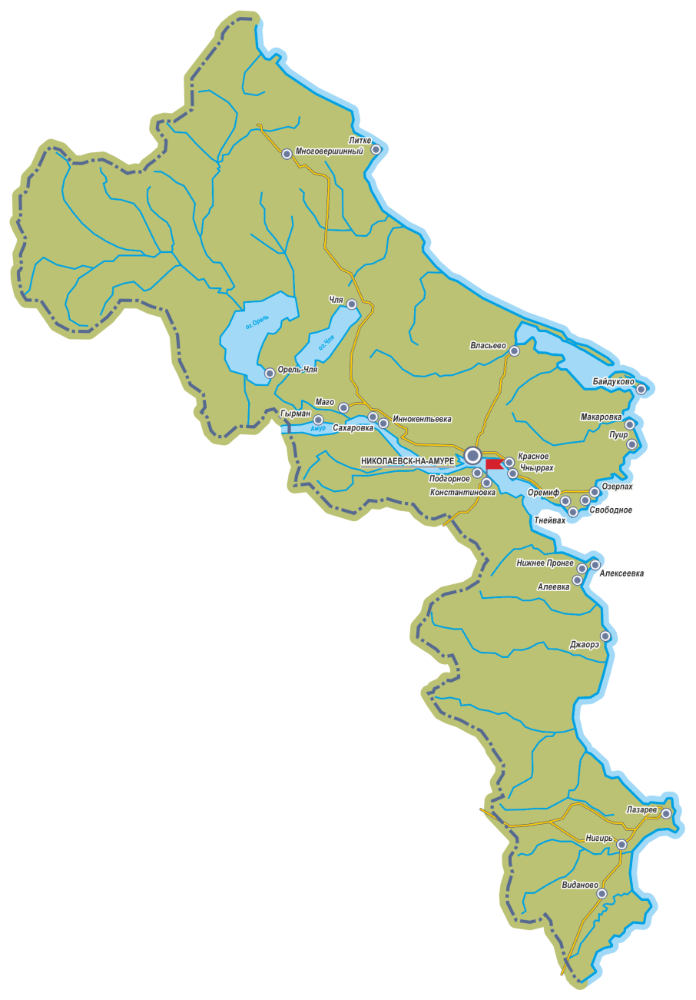 Литке
Многовершинный
Чля
оз.Орель
оз.Чля
Власьево
Орель-Чля
Байдуково
Маго
Гырман
Иннокентьевка
Макаровка
Амур
Сахаровка
Пуир
Красное
НИКОЛАЕВСК-НА-АМУРЕ
Чныррах
Подгорное
Озерпах
Константиновка
Оремиф
Свободное
Тнейвах
Нижнее Пронге
Алексеевка
Алеевка
Джаорэ
Лазарев
Нигирь
Виданово